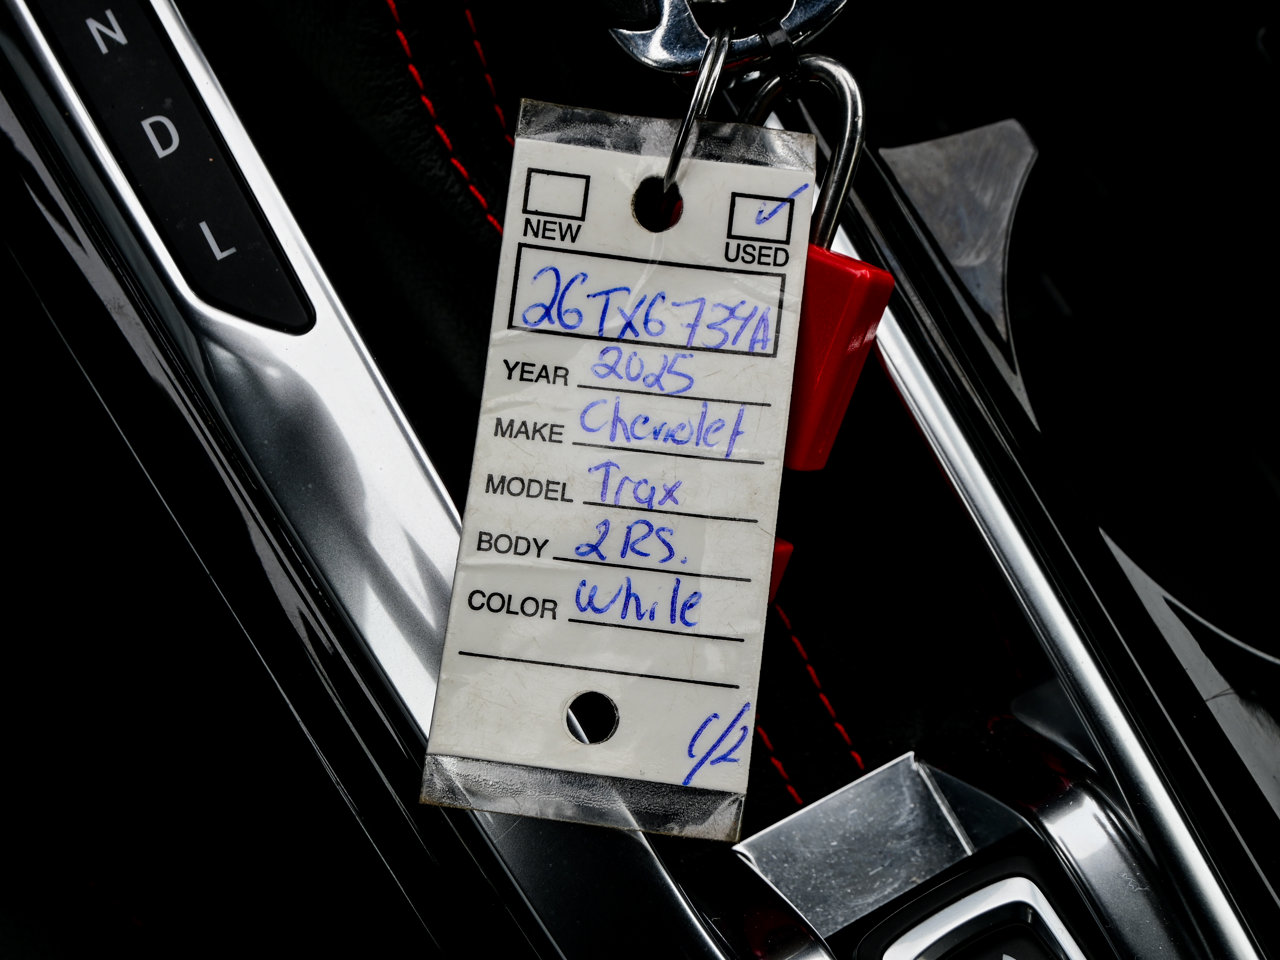 N
D
L
NEW
USED ✓
26TX6734A
YEAR 2025
MAKE Chevrolet
MODEL Trax
BODY 2RS.
COLOR While
1/2